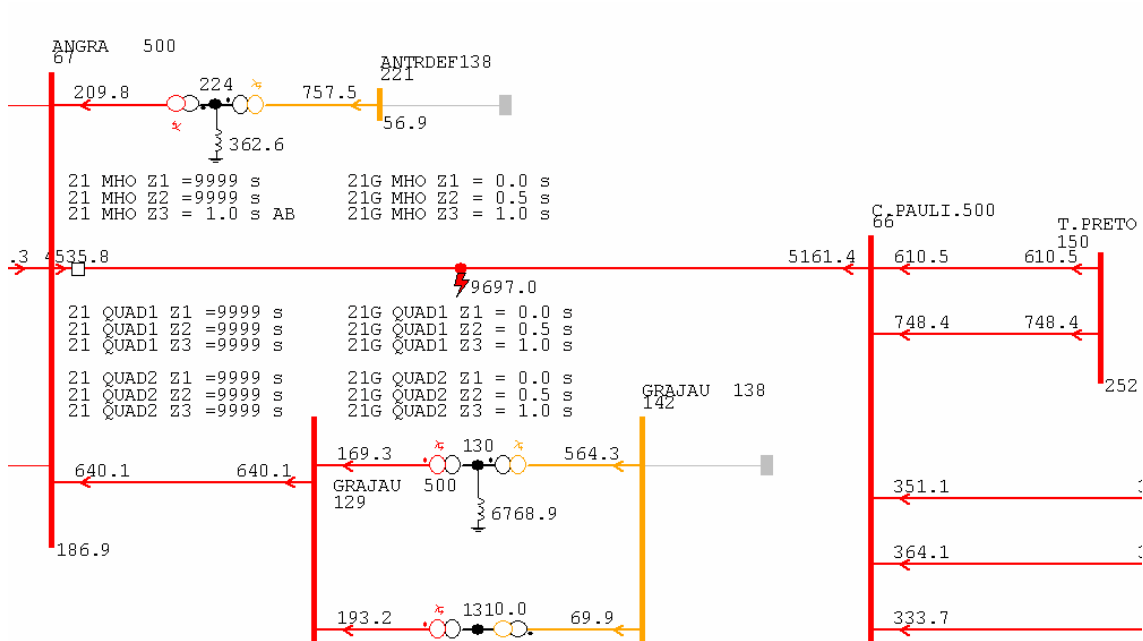 ANGRA   500
67
209.8
224
757.5
ANTRDEF138
221
56.9
362.6
21 MHO Z1 =9999 s
21 MHO Z2 =9999 s
21 MHO Z3 = 1.0 s AB
21G MHO Z1 = 0.0 s
21G MHO Z2 = 0.5 s
21G MHO Z3 = 1.0 s
C.PAULI.500
66
T.PRETO
150
.3
4535.8
5161.4
610.5
610.5
9697.0
748.4
748.4
21 QUAD1 Z1 =9999 s
21 QUAD1 Z2 =9999 s
21 QUAD1 Z3 =9999 s
21G QUAD1 Z1 = 0.0 s
21G QUAD1 Z2 = 0.5 s
21G QUAD1 Z3 = 1.0 s
21 QUAD2 Z1 =9999 s
21 QUAD2 Z2 =9999 s
21 QUAD2 Z3 =9999 s
21G QUAD2 Z1 = 0.0 s
21G QUAD2 Z2 = 0.5 s
21G QUAD2 Z3 = 1.0 s
252
GRAJAU  138
142
169.3
130
564.3
640.1
640.1
GRAJAU  500
129
6768.9
351.1
186.9
364.1
193.2
1310.0
69.9
333.7